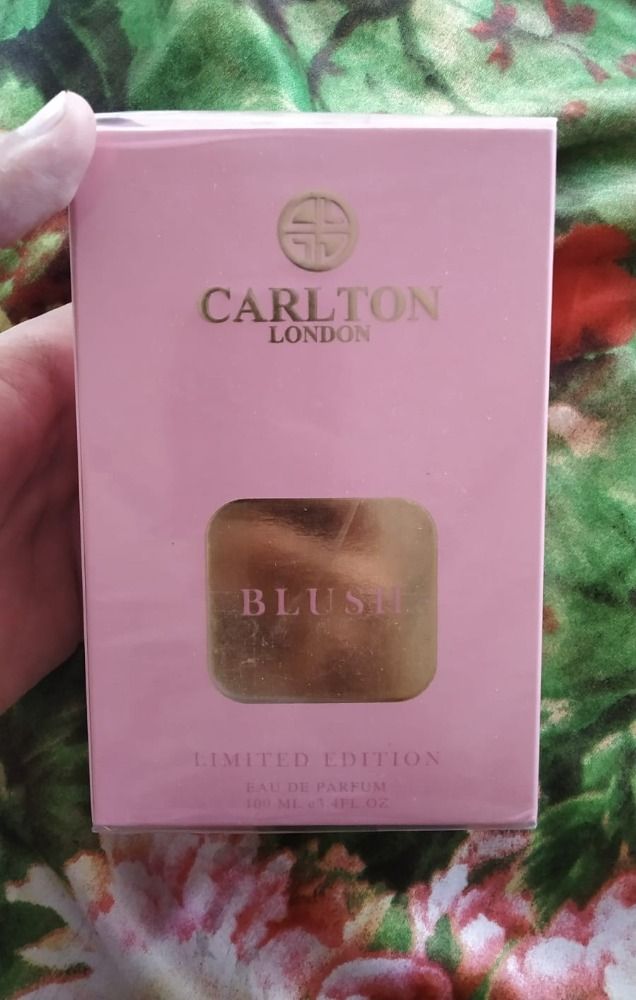 CARLTON
LONDON
BLUSH
LIMITED EDITION
EAU DE PARFUM
100 ML e3.4FL.OZ